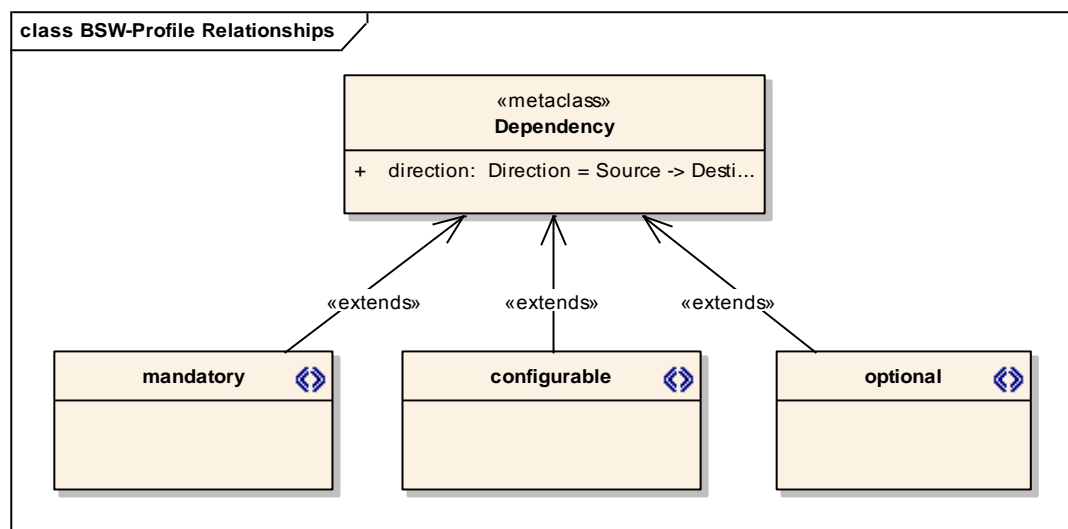 class BSW-Profile Relationships
«metaclass»
Dependency
+ direction: Direction = Source -> Desti...
«extends» «extends» «extends»
mandatory configurable optional